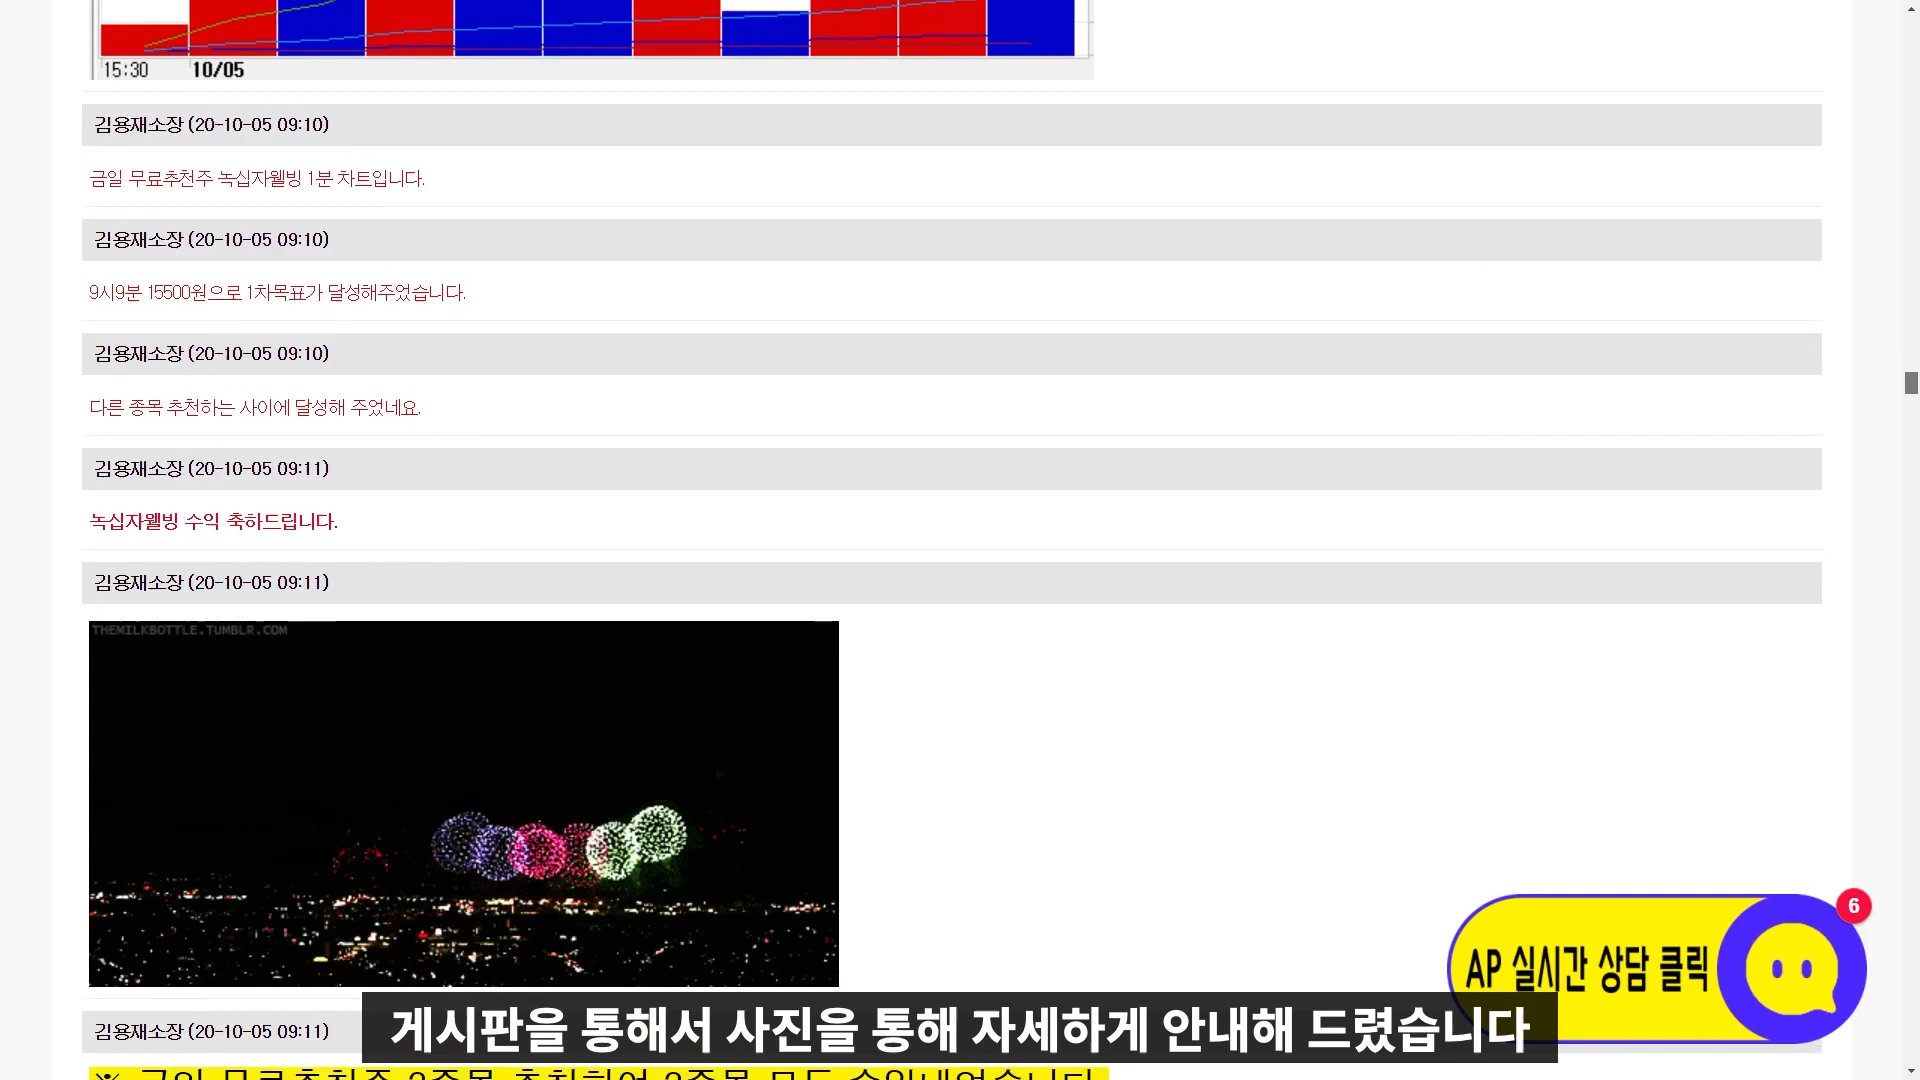 15:30 10/05
김용재소장 (20-10-05 09:10)
금일 무료추천주 녹십자웰빙 1분 차트입니다.
김용재소장 (20-10-05 09:10)
9시9분 15500원으로 1차목표가 달성해주었습니다.
김용재소장 (20-10-05 09:10)
다른 종목 추천하는 사이에 달성해 주었네요.
김용재소장 (20-10-05 09:11)
녹십자웰빙 수익 축하드립니다.
김용재소장 (20-10-05 09:11)
THEMILKBOTTLE.TUMBLR.COM
6
AP 실시간 상담 클릭
김용재소장 (20-10-05 09:11)
게시판을 통해서 사진을 통해 자세하게 안내해 드렸습니다